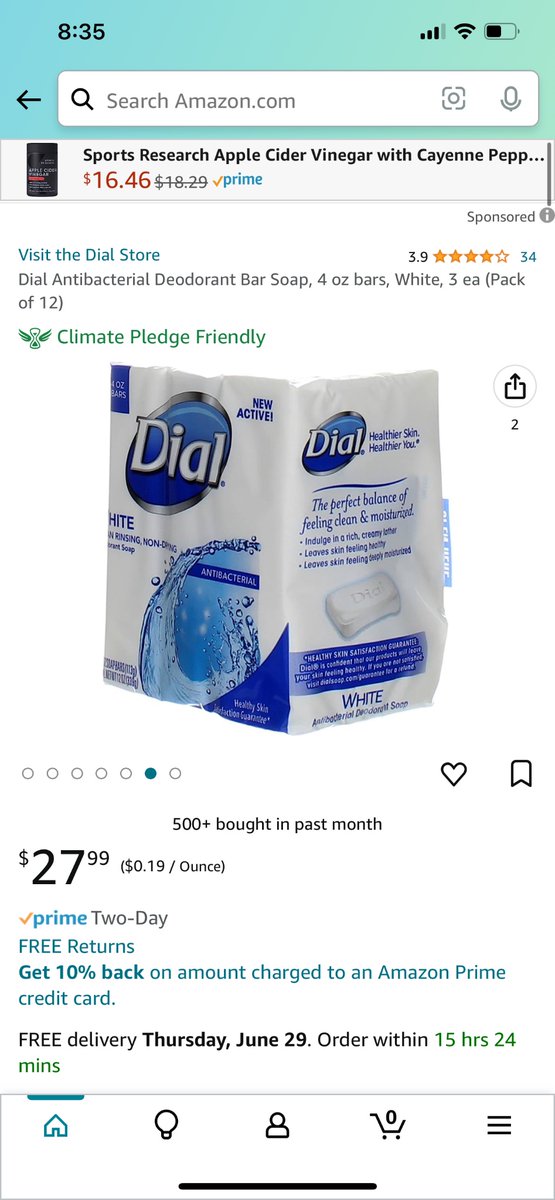 8:35
Search Amazon.com
APPLE CIDER
VINEGAR
Sports Research Apple Cider Vinegar with Cayenne Pepp...
$16.46 $18.29 prime
Sponsored
Visit the Dial Store
3.9 34
Dial Antibacterial Deodorant Bar Soap, 4 oz bars, White, 3 ea (Pack
of 12)
Climate Pledge Friendly
4 OZ
BARS
NEW
ACTIVE!
Dial
HITE
N RINSING, NON-DRYING
orant Soap
ANTIBACTERIAL
Healthy Skin
Satisfaction Guarantee*
Dial
Healthier Skin.
Healthier You.*
The perfect balance of
feeling clean & moisturized.
• Indulge in a rich, creamy lather
• Leaves skin feeling healthy
• Leaves skin feeling deeply moisturized
Dial
*HEALTHY SKIN SATISFACTION GUARANTEE
Dial® is confident that our products will leave
your skin feeling healthy. If you are not satisfied
visit dialsoap.com/guarantee for a refund.
WHITE
Antibacterial Deodorant Soap
2
500+ bought in past month
$27.99 ($0.19 / Ounce)
prime Two-Day
FREE Returns
Get 10% back on amount charged to an Amazon Prime
credit card.
FREE delivery Thursday, June 29. Order within 15 hrs 24
mins
0